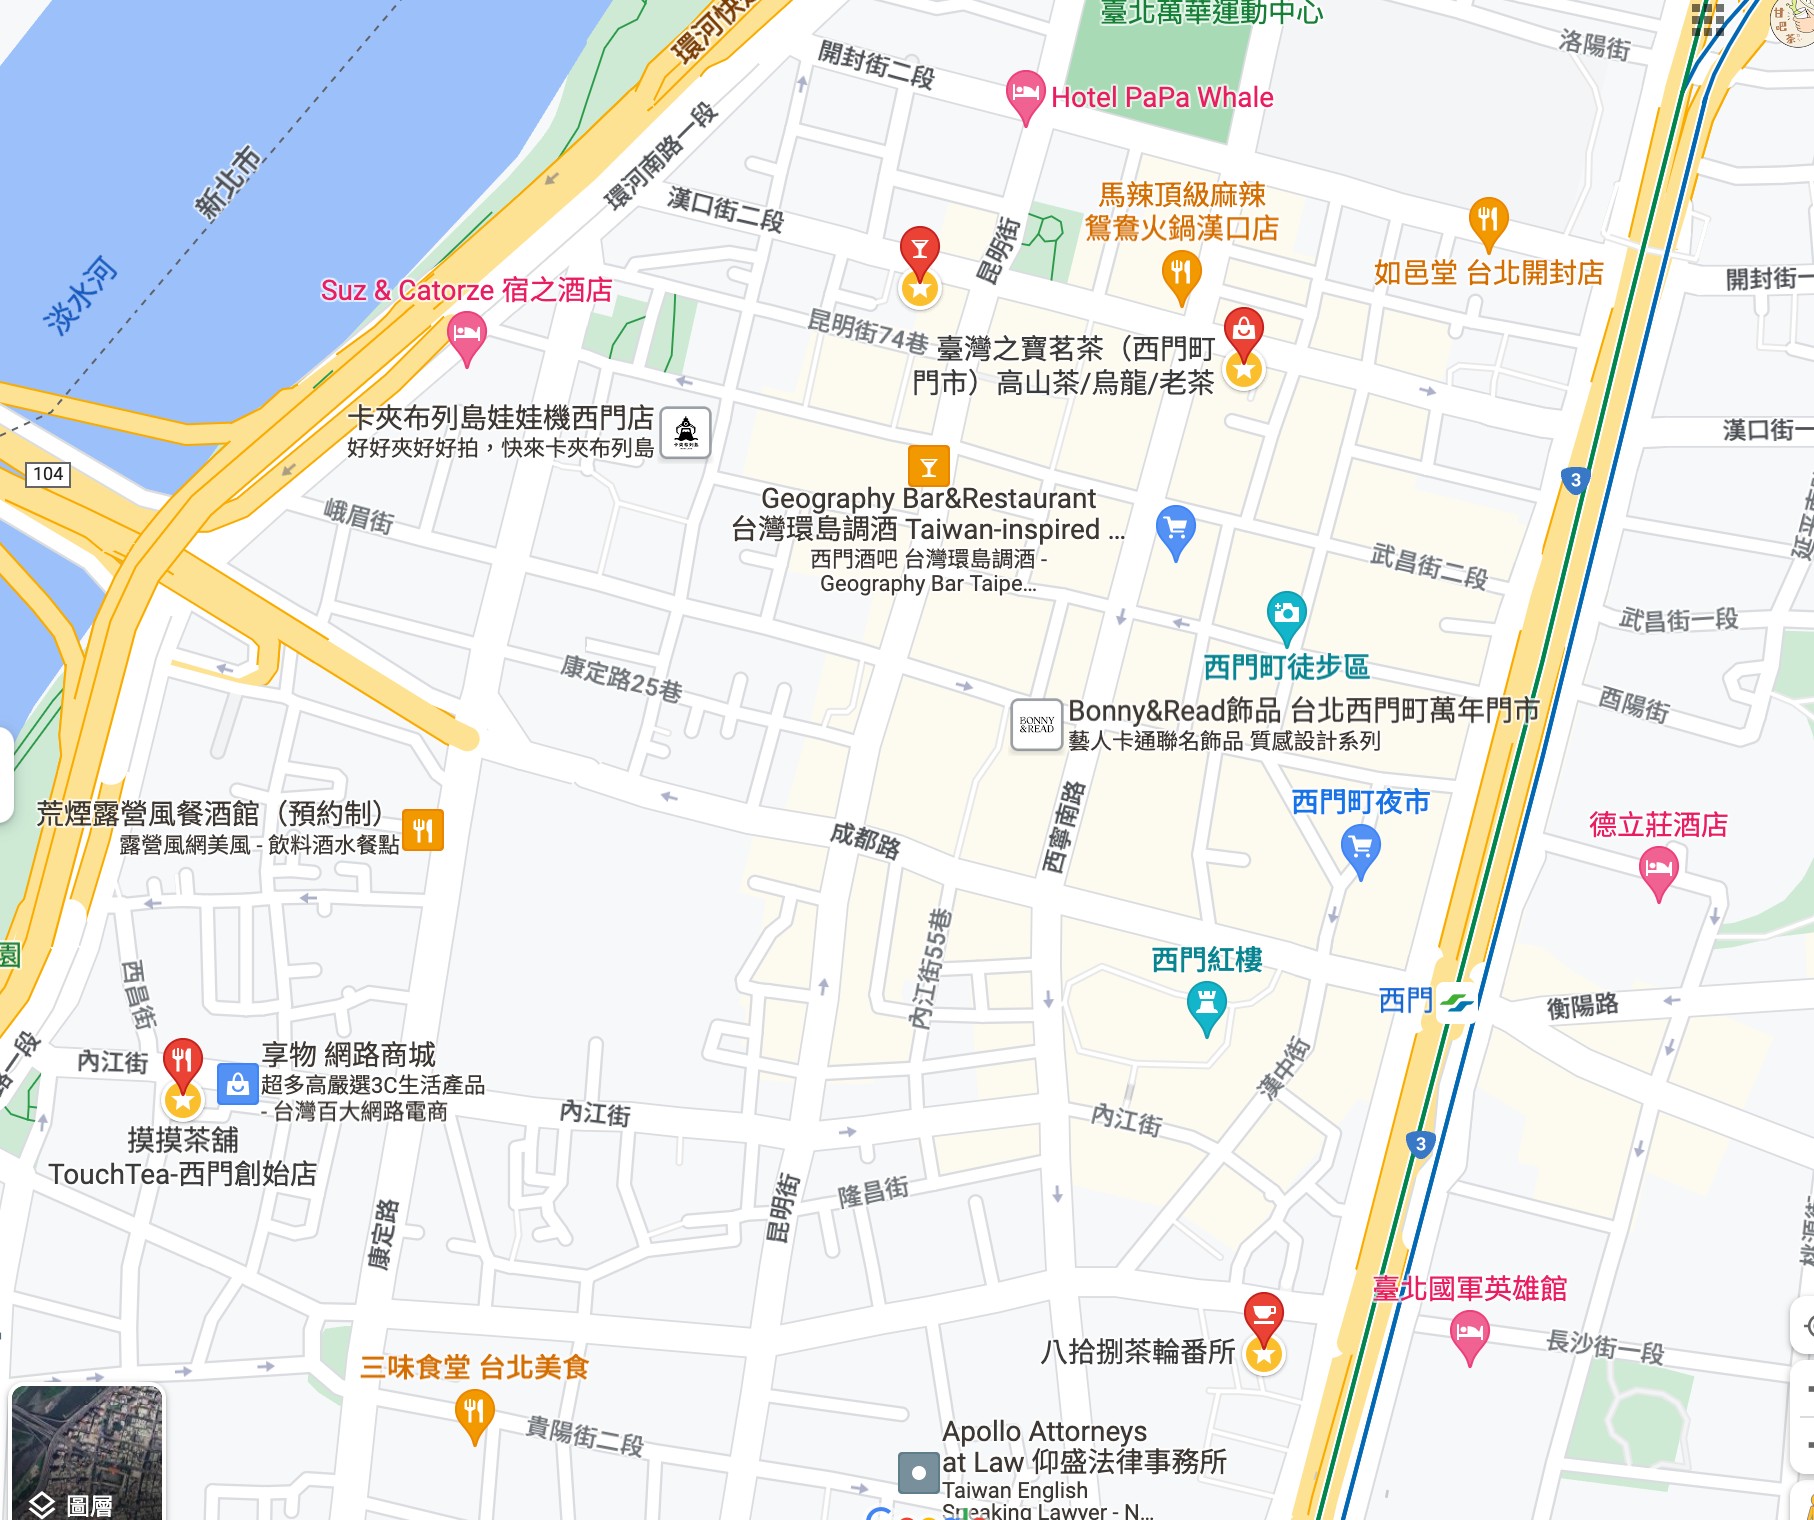 臺北萬華運動中心
環河快
洛陽街
開封街二段
Hotel PaPa Whale
環河南路一段
新北市
馬辣頂級麻辣
鴛鴦火鍋漢口店
漢口街二段
昆明街
如邑堂 台北開封店
開封街一
淡水河
Suz & Catorze 宿之酒店
昆明街74巷
臺灣之寶茗茶（西門町
門市）高山茶/烏龍/老茶
卡夾布列島娃娃機西門店
好好夾好好拍，快來卡夾布列島
漢口街一
104
3
峨眉街
Geography Bar&Restaurant
台灣環島調酒 Taiwan-inspired ...
西門酒吧 台灣環島調酒 -
Geography Bar Taipe...
武昌街二段
武昌街一段
西門町徒步區
康定路25巷
酉陽街
BONNY
&READ
Bonny&Read飾品 台北西門町萬年門市
藝人卡通聯名飾品 質感設計系列
西門町夜市
荒煙露營風餐酒館（預約制）
露營風網美風 - 飲料酒水餐點
成都路
西寧南路
德立莊酒店
園
西昌街
內江街55巷
西門紅樓
西門
衡陽路
路一段
內江街
享物 網路商城
超多高嚴選3C生活產品
- 台灣百大網路電商
漢中街
內江街
內江街
摸摸茶舖
TouchTea-西門創始店
3
康定路
昆明街
隆昌街
臺北國軍英雄館
八拾捌茶輪番所
長沙街一段
三味食堂 台北美食
貴陽街二段
Apollo Attorneys
at Law 仰盛法律事務所
Taiwan English
Speaking Lawyer - N...
圖層